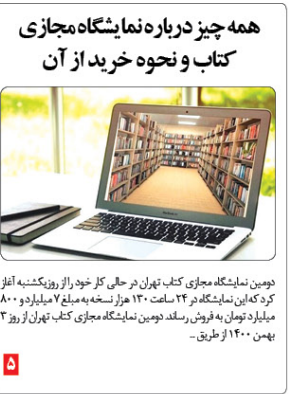 همه چیز درباره نمایشگاه مجازی
کتاب و نحوه خرید از آن
دومین نمایشگاه مجازی کتاب تهران در حالی کار خود را از روز یکشنبه آغاز
کرد که این نمایشگاه در ۲۴ ساعت ۱۳۰ هزار نسخه به مبلغ ۷ میلیارد و ۸۰۰
میلیارد تومان به فروش رساند. دومین نمایشگاه مجازی کتاب تهران از روز ۳
بهمن ۱۴۰۰ از طریق ...
۵